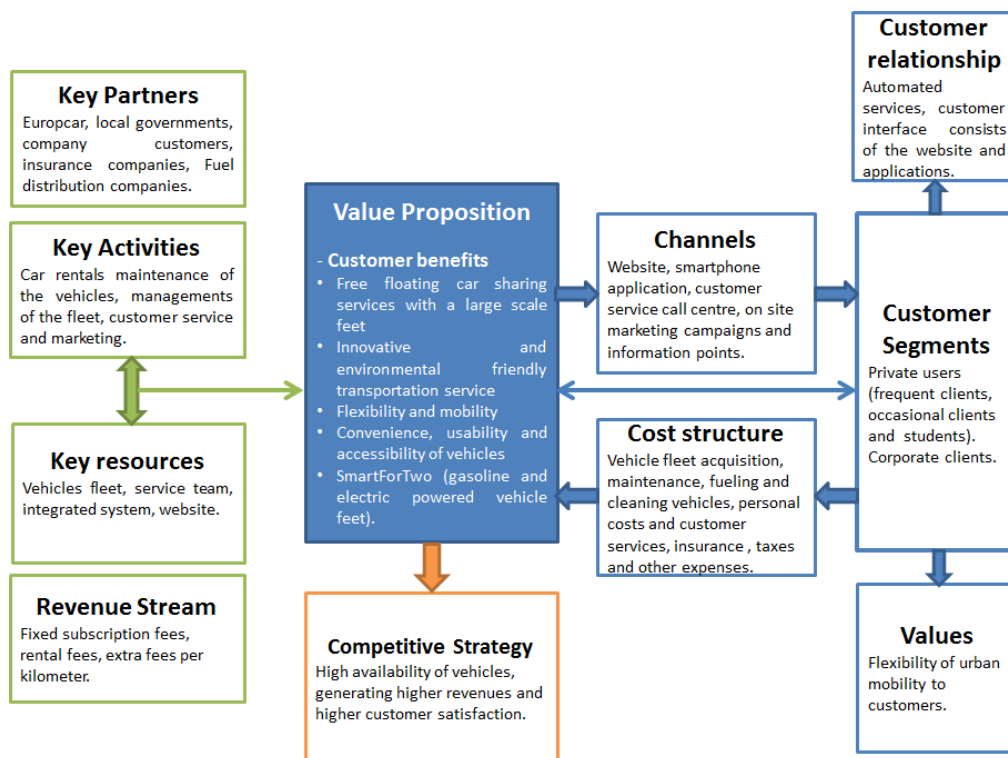 Key Partners
Europcar, local governments,
company customers,
insurance companies, Fuel
distribution companies.
Key Activities
Car rentals maintenance of
the vehicles, managements
of the fleet, customer service
and marketing.
Key resources
Vehicles fleet, service team,
integrated system, website.
Revenue Stream
Fixed subscription fees,
rental fees, extra fees per
kilometer.
Value Proposition
- Customer benefits
• Free floating car sharing
services with a large scale
feet
• Innovative and
environmental friendly
transportation service
• Flexibility and mobility
• Convenience, usability and
accessibility of vehicles
• SmartForTwo (gasoline and
electric powered vehicle
feet).
Competitive Strategy
High availability of vehicles,
generating higher revenues and
higher customer satisfaction.
Channels
Website, smartphone
application, customer
service call centre, on site
marketing campaigns and
information points.
Cost structure
Vehicle fleet acquisition,
maintenance, fueling and
cleaning vehicles, personal
costs and customer
services, insurance , taxes
and other expenses.
Customer
relationship
Automated
services, customer
interface consists
of the website and
applications.
Customer
Segments
Private users
(frequent clients,
occasional clients
and students).
Corporate clients.
Values
Flexibility of urban
mobility to
customers.